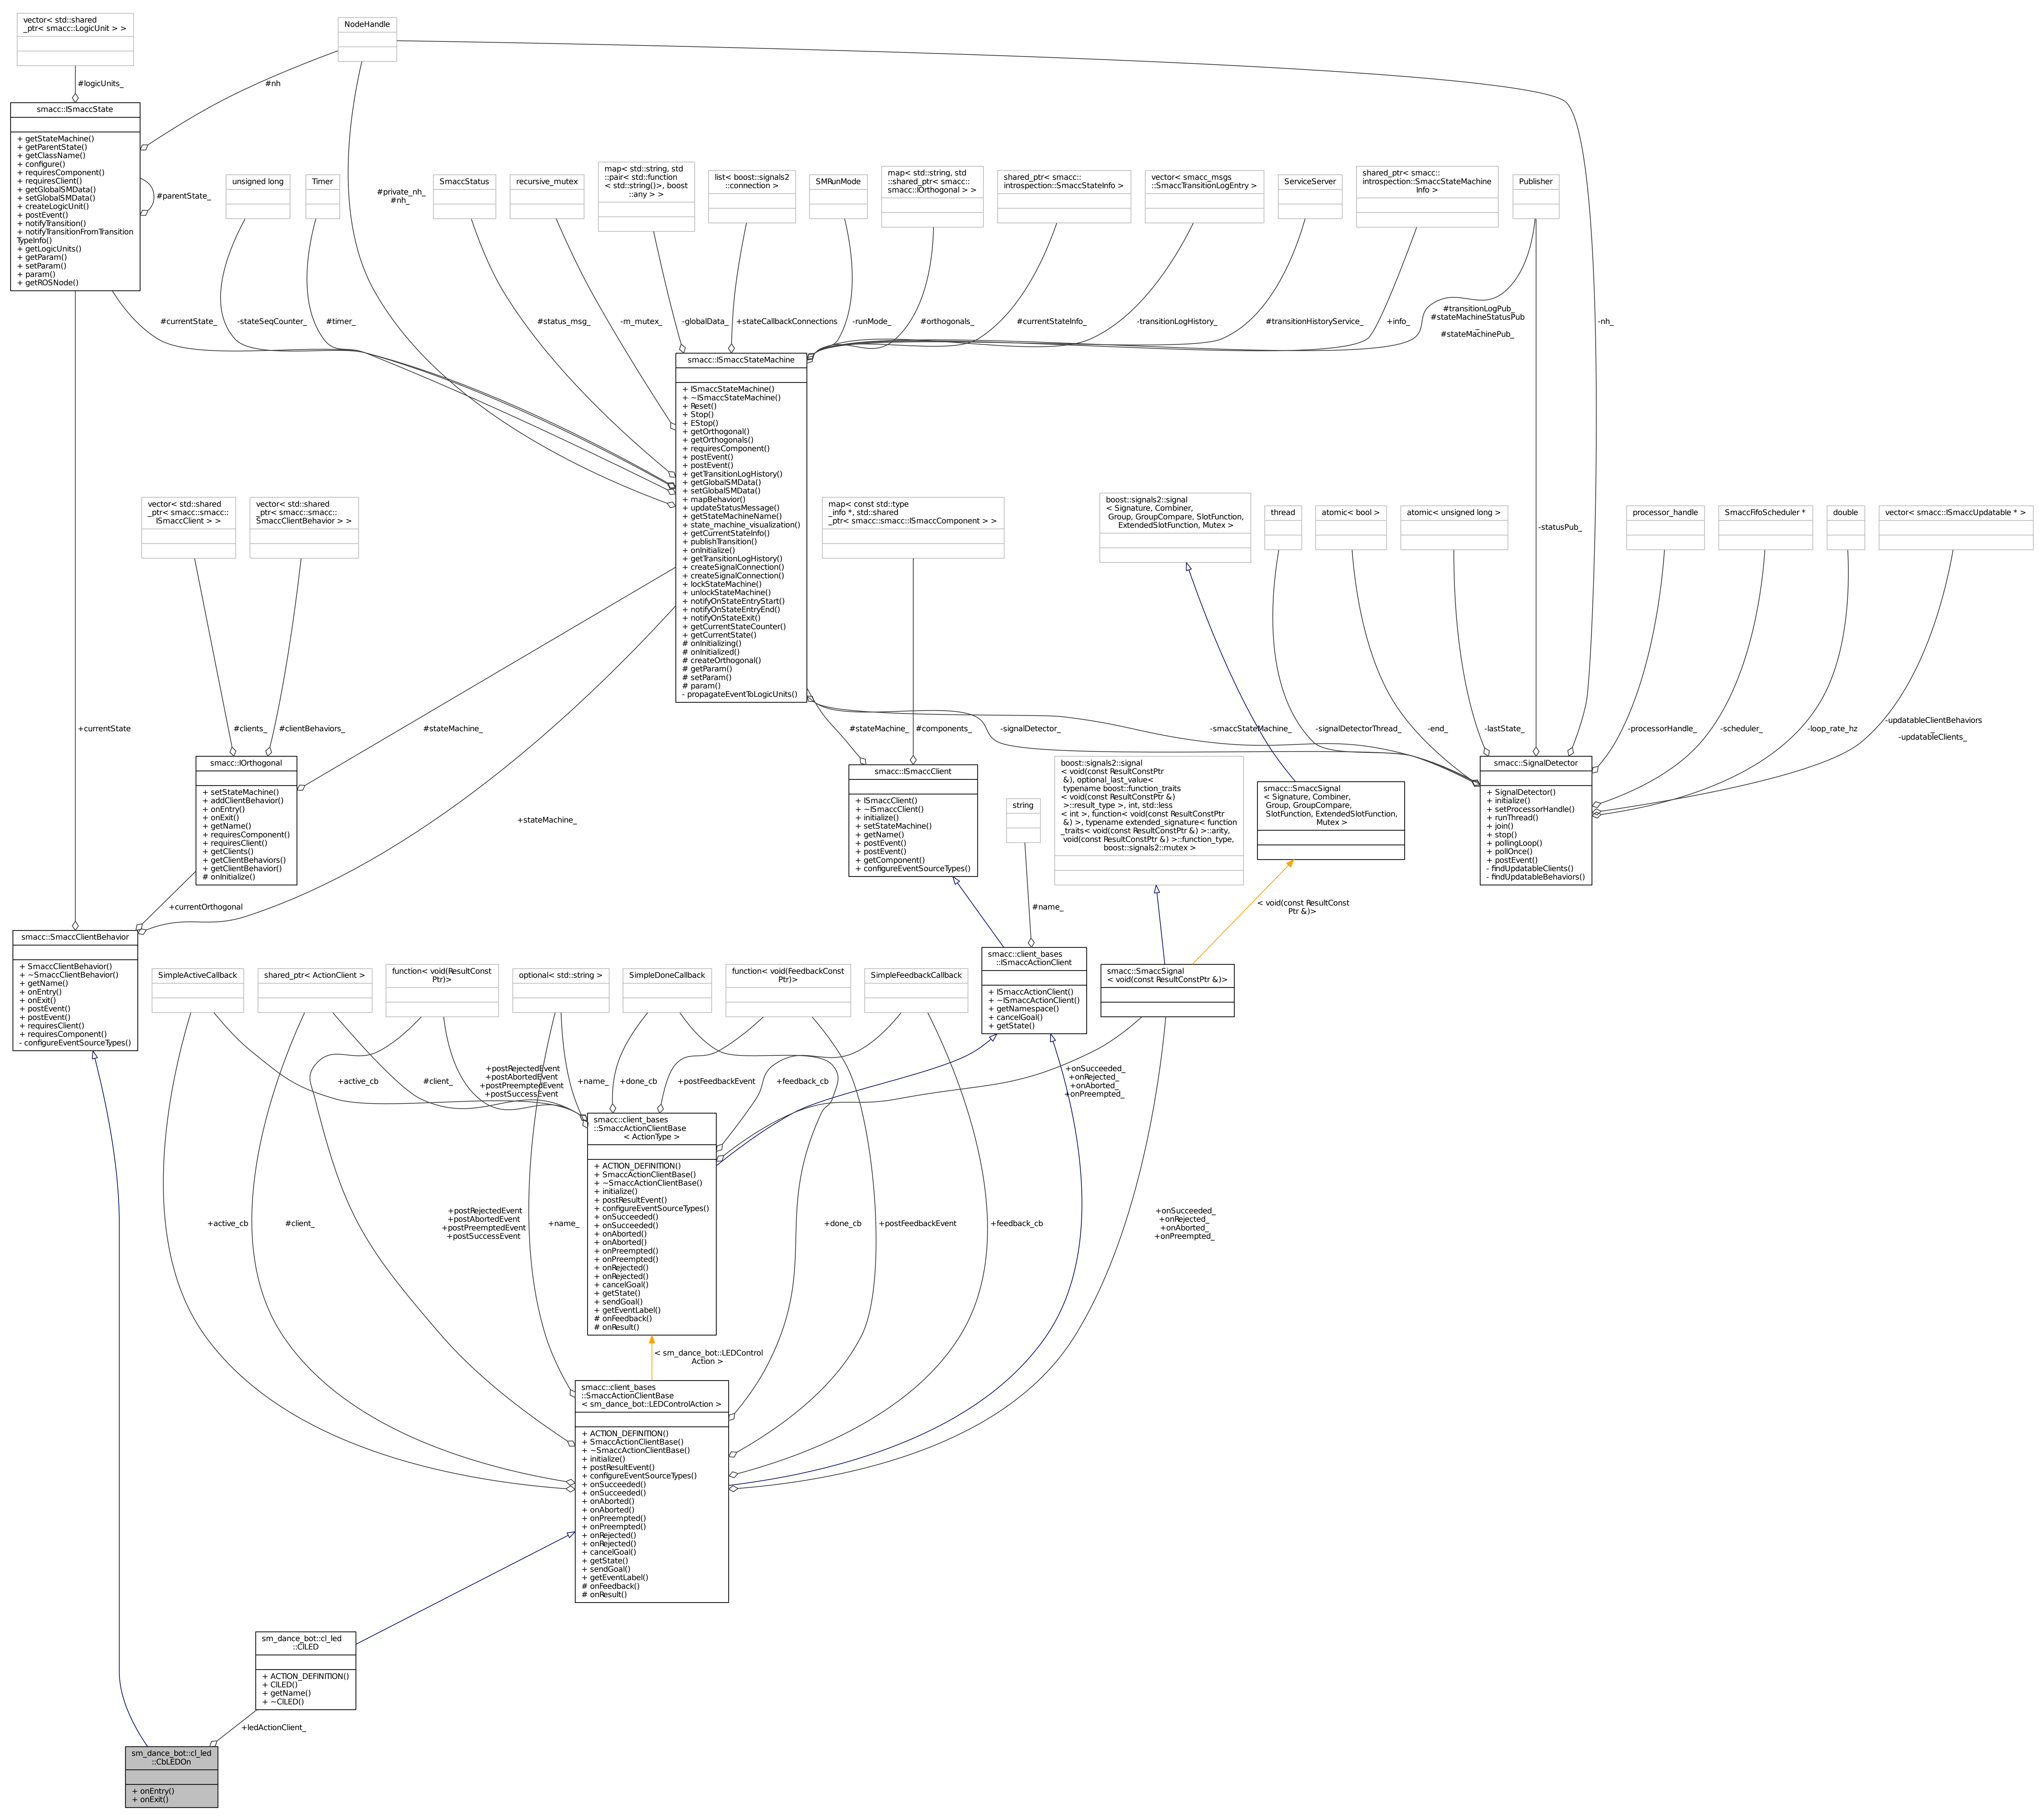 vector< std::shared
_ptr< smacc::LogicUnit > >
NodeHandle
#logicUnits_
#nh
smacc::ISmaccState
+ getStateMachine()
+ getParentState()
+ getClassName()
+ configure()
+ requiresComponent()
+ requiresClient()
+ getGlobalSMData()
+ setGlobalSMData()
+ createLogicUnit()
+ postEvent()
+ notifyTransition()
+ notifyTransitionFromTransition
TypeInfo()
+ getLogicUnits()
+ getParam()
+ setParam()
+ param()
+ getROSNode()
#parentState_
unsigned long
Timer
#private_nh_
#nh_
SmaccStatus
recursive_mutex
map< std::string, std
::pair< std::function
< std::string()>, boost
::any > >
list< boost::signals2
::connection >
SMRunMode
map< std::string, std
::shared_ptr< smacc::
smacc::IOrthogonal > >
shared_ptr< smacc::
introspection::SmaccStateInfo >
vector< smacc_msgs
::SmaccTransitionLogEntry >
ServiceServer
shared_ptr< smacc::
introspection::SmaccStateMachine
Info >
Publisher
#currentState_
-stateSeqCounter_
#timer_
#status_msg_
-m_mutex_
-globalData_
+stateCallbackConnections
-runMode_
#orthogonals_
#currentStateInfo_
-transitionLogHistory_
#transitionHistoryService_
+info_
#transitionLogPub_
#stateMachineStatusPub
_
#stateMachinePub_
-nh_
smacc::ISmaccStateMachine
+ ISmaccStateMachine()
+ ~ISmaccStateMachine()
+ Reset()
+ Stop()
+ EStop()
+ getOrthogonal()
+ getOrthogonals()
+ requiresComponent()
+ postEvent()
+ postEvent()
+ getTransitionLogHistory()
+ getGlobalSMData()
+ setGlobalSMData()
+ mapBehavior()
+ updateStatusMessage()
+ getStateMachineName()
+ state_machine_visualization()
+ getCurrentStateInfo()
+ publishTransition()
+ onInitialize()
+ getTransitionLogHistory()
+ createSignalConnection()
+ createSignalConnection()
+ lockStateMachine()
+ unlockStateMachine()
+ notifyOnStateEntryStart()
+ notifyOnStateEntryEnd()
+ notifyOnStateExit()
+ getCurrentStateCounter()
+ getCurrentState()
# onInitializing()
# onInitialized()
# createOrthogonal()
# getParam()
# setParam()
# param()
- propagateEventToLogicUnits()
vector< std::shared
_ptr< smacc::smacc::
ISmaccClient > >
vector< std::shared
_ptr< smacc::smacc::
SmaccClientBehavior > >
map< const std::type
_info *, std::shared
_ptr< smacc::smacc::ISmaccComponent > >
boost::signals2::signal
< Signature, Combiner,
Group, GroupCompare, SlotFunction,
ExtendedSlotFunction, Mutex >
thread
atomic< bool >
atomic< unsigned long >
-statusPub_
processor_handle
SmaccFifoScheduler *
double
vector< smacc::ISmaccUpdatable * >
+currentState
#clients_
#clientBehaviors_
#stateMachine_
#stateMachine_
#components_
-signalDetector_
-smaccStateMachine_
-signalDetectorThread_
-end_
-lastState_
-processorHandle_
-scheduler_
-loop_rate_hz
-updatableClientBehaviors
_
-updatableClients_
smacc::IOrthogonal
+ setStateMachine()
+ addClientBehavior()
+ onEntry()
+ onExit()
+ getName()
+ requiresComponent()
+ requiresClient()
+ getClients()
+ getClientBehaviors()
+ getClientBehavior()
# onInitialize()
+stateMachine_
smacc::ISmaccClient
+ ISmaccClient()
+ ~ISmaccClient()
+ initialize()
+ setStateMachine()
+ getName()
+ postEvent()
+ postEvent()
+ getComponent()
+ configureEventSourceTypes()
string
boost::signals2::signal
< void(const ResultConstPtr
&), optional_last_value<
typename boost::function_traits
< void(const ResultConstPtr &)
>::result_type >, int, std::less
< int >, function< void(const ResultConstPtr
&) >, typename extended_signature< function
_traits< void(const ResultConstPtr &) >::arity,
void(const ResultConstPtr &) >::function_type,
boost::signals2::mutex >
smacc::SmaccSignal
< Signature, Combiner,
Group, GroupCompare,
SlotFunction, ExtendedSlotFunction,
Mutex >
smacc::SignalDetector
+ SignalDetector()
+ initialize()
+ setProcessorHandle()
+ runThread()
+ join()
+ stop()
+ pollingLoop()
+ pollOnce()
+ postEvent()
- findUpdatableClients()
- findUpdatableBehaviors()
+currentOrthogonal
#name_
< void(const ResultConst
Ptr &)>
smacc::SmaccClientBehavior
+ SmaccClientBehavior()
+ ~SmaccClientBehavior()
+ getName()
+ onEntry()
+ onExit()
+ postEvent()
+ postEvent()
+ requiresClient()
+ requiresComponent()
- configureEventSourceTypes()
SimpleActiveCallback
shared_ptr< ActionClient >
function< void(ResultConst
Ptr)>
optional< std::string >
SimpleDoneCallback
function< void(FeedbackConst
Ptr)>
SimpleFeedbackCallback
smacc::client_bases
::ISmaccActionClient
+ ISmaccActionClient()
+ ~ISmaccActionClient()
+ getNamespace()
+ cancelGoal()
+ getState()
smacc::SmaccSignal
< void(const ResultConstPtr &)>
+active_cb
#client_
+postRejectedEvent
+postAbortedEvent
+postPreemptedEvent
+postSuccessEvent
+name_
+done_cb
+postFeedbackEvent
+feedback_cb
+onSucceeded_
+onRejected_
+onAborted_
+onPreempted_
smacc::client_bases
::SmaccActionClientBase
< ActionType >
+ ACTION_DEFINITION()
+ SmaccActionClientBase()
+ ~SmaccActionClientBase()
+ initialize()
+ postResultEvent()
+ configureEventSourceTypes()
+ onSucceeded()
+ onSucceeded()
+ onAborted()
+ onAborted()
+ onPreempted()
+ onPreempted()
+ onRejected()
+ onRejected()
+ cancelGoal()
+ getState()
+ sendGoal()
+ getEventLabel()
# onFeedback()
# onResult()
+active_cb
#client_
+postRejectedEvent
+postAbortedEvent
+postPreemptedEvent
+postSuccessEvent
+name_
+done_cb
+postFeedbackEvent
+feedback_cb
+onSucceeded_
+onRejected_
+onAborted_
+onPreempted_
< sm_dance_bot::LEDControl
Action >
smacc::client_bases
::SmaccActionClientBase
< sm_dance_bot::LEDControlAction >
+ ACTION_DEFINITION()
+ SmaccActionClientBase()
+ ~SmaccActionClientBase()
+ initialize()
+ postResultEvent()
+ configureEventSourceTypes()
+ onSucceeded()
+ onSucceeded()
+ onAborted()
+ onAborted()
+ onPreempted()
+ onPreempted()
+ onRejected()
+ onRejected()
+ cancelGoal()
+ getState()
+ sendGoal()
+ getEventLabel()
# onFeedback()
# onResult()
sm_dance_bot::cl_led
::ClLED
+ ACTION_DEFINITION()
+ ClLED()
+ getName()
+ ~ClLED()
+ledActionClient_
sm_dance_bot::cl_led
::CbLEDOn
+ onEntry()
+ onExit()